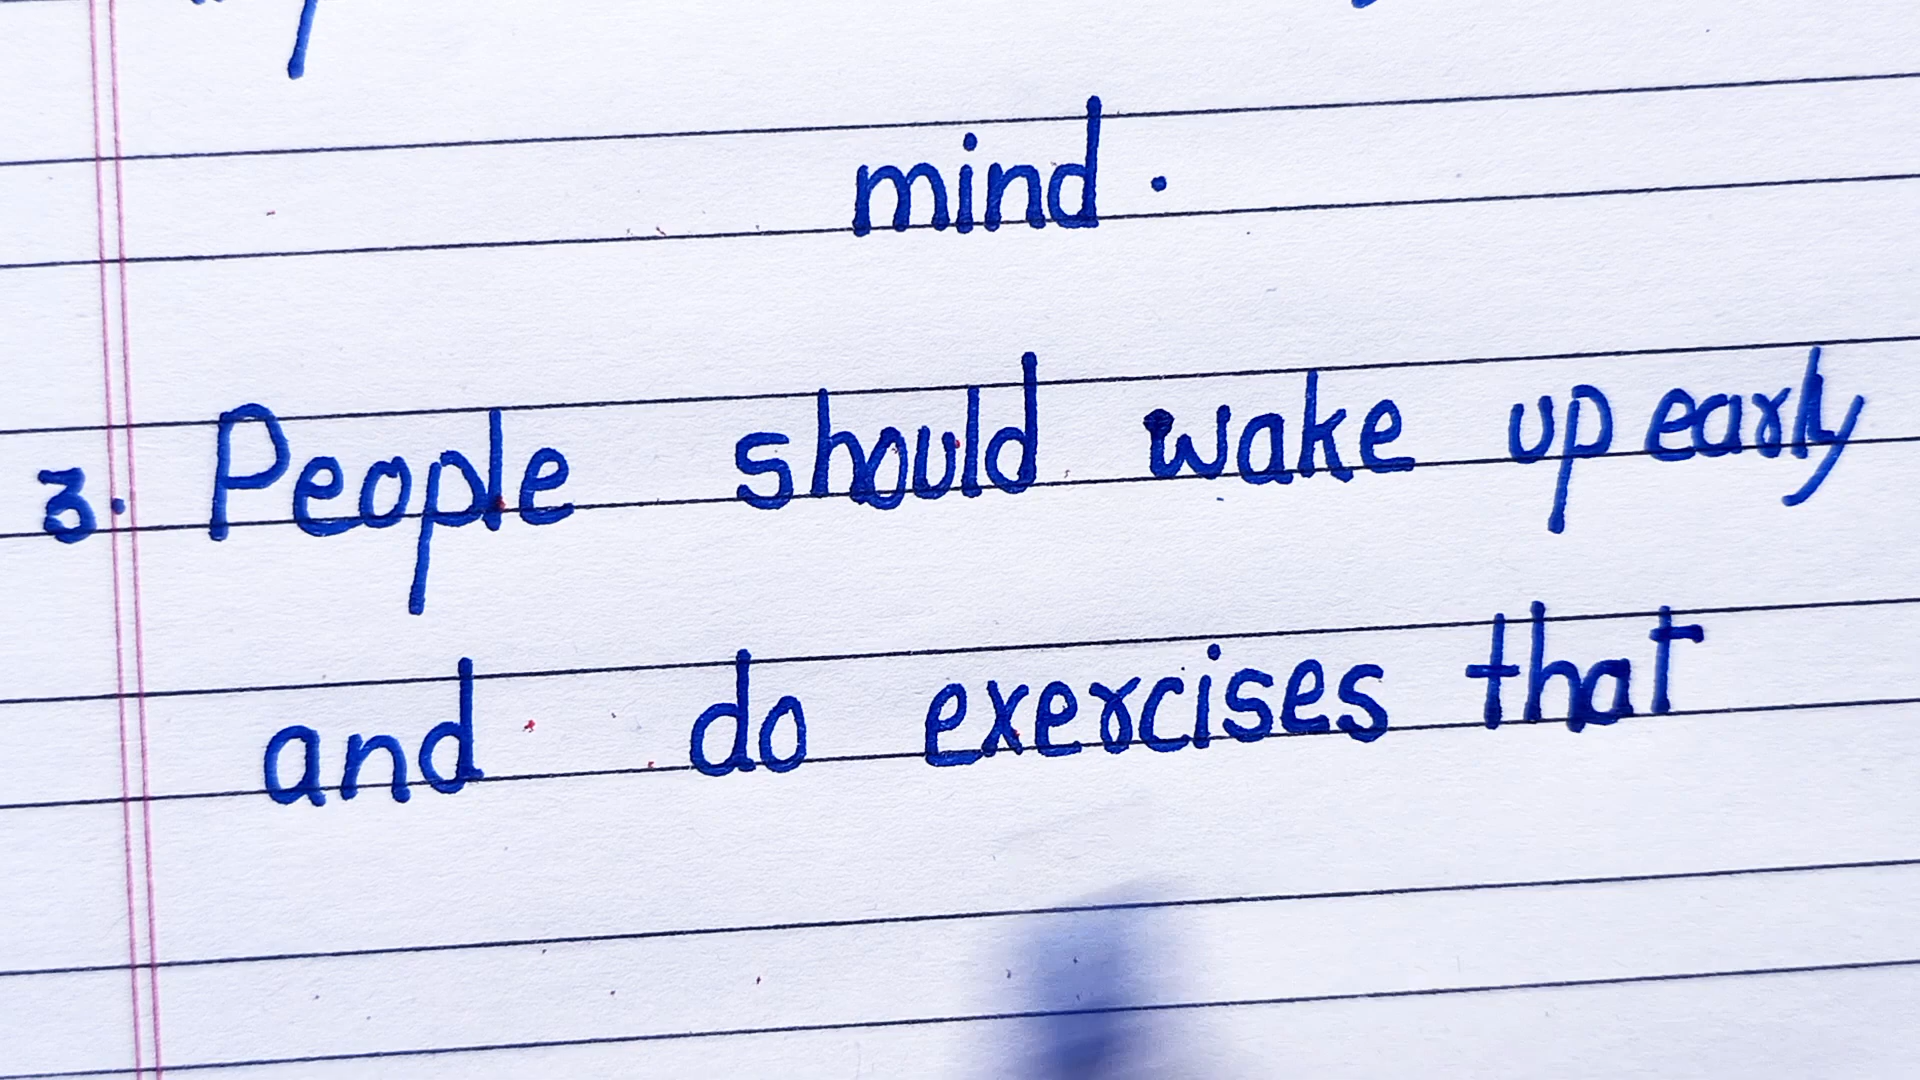 mind.
3. People should wake up early
and do exercises that